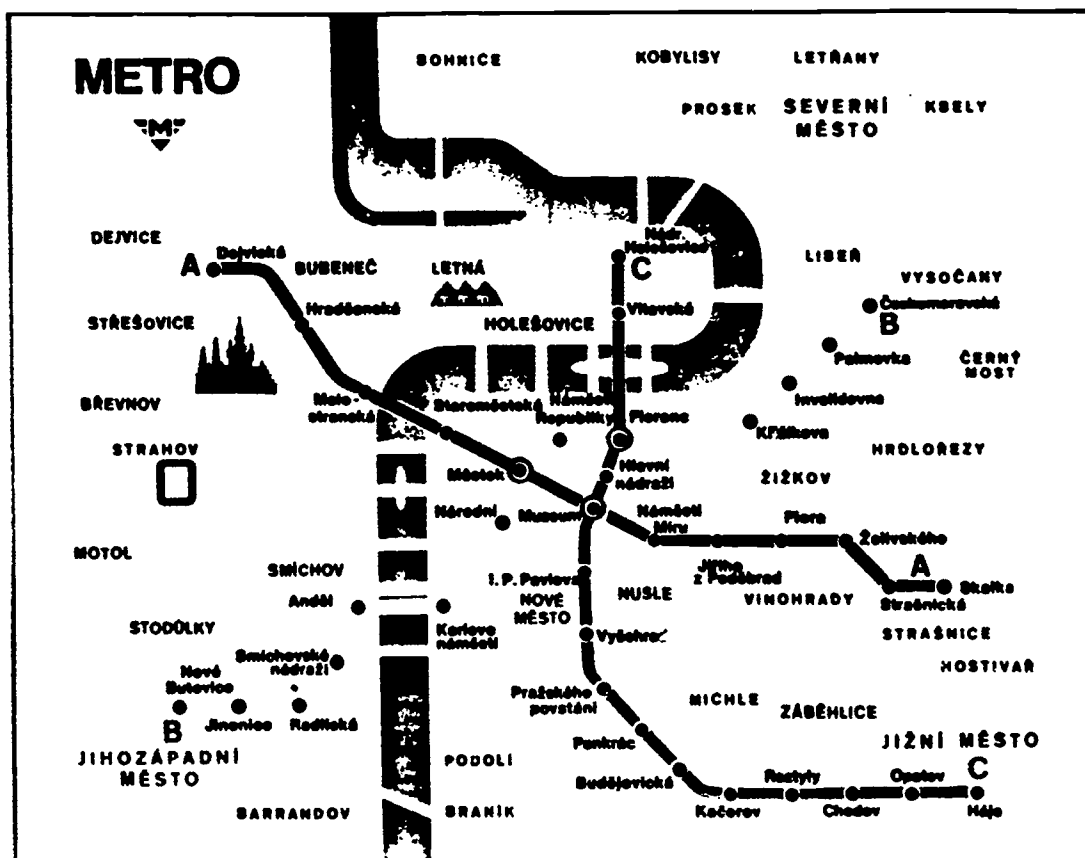 METRO
M
BOHNICE
KOBYLISY
LETŇANY
PROSEK
SEVERNÍ
MĚSTO
KBELY
DEJVICE
A
Dejvická
BUBENEČ
LETNÁ
Nádr.
Holešovice
C
LIBEŇ
VYSOČANY
Českomoravská
B
Hradčanská
Vltavská
STŘEŠOVICE
HOLEŠOVICE
Palmovka
ČERNÝ
MOST
Invalidovna
BŘEVNOV
Malo-
stranská
Staroměstská
Náměstí
Republiky
Florenc
Křižíkova
STRAHOV
HRDLOŘEZY
Můstek
Hlavní
nádraží
ŽIŽKOV
Národní
Museum
Náměstí
Míru
Flora
Želivského
MOTOL
SMÍCHOV
I. P. Pavlova
Jiřího
z Poděbrad
A
Skalka
Anděl
NOVÉ
MĚSTO
NUSLE
VINOHRADY
Strašnická
STODŮLKY
Karlovo
náměstí
Vyšehrad
STRAŠNICE
Smíchovské
nádraží
HOSTIVAŘ
Nové
Butovice
Pražského
povstání
MICHLE
ZÁBĚHLICE
B
Jinonice
Radlická
Pankrác
JIHOZÁPADNÍ
MĚSTO
PODOLÍ
JIŽNÍ MĚSTO
Budějovická
Roztyly
Opatov
C
BARRANDOV
BRANÍK
Kačerov
Chodov
Háje